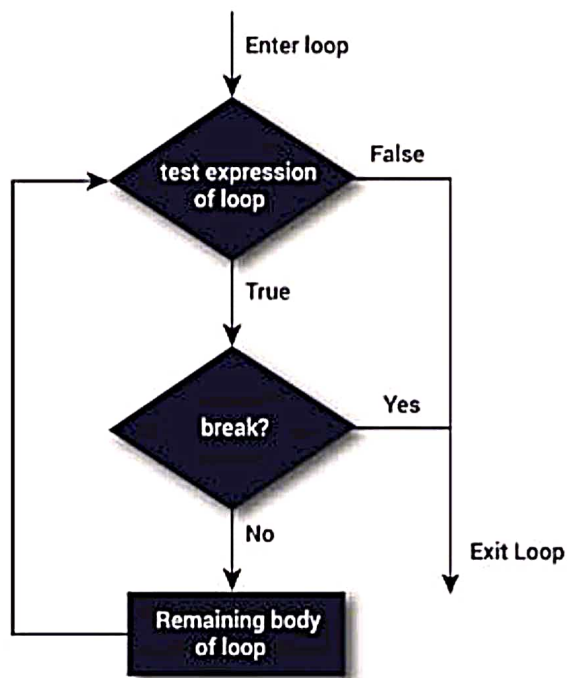 Enter loop
test expression
of loop
False
True
break?
Yes
No
Exit Loop
Remaining body
of loop